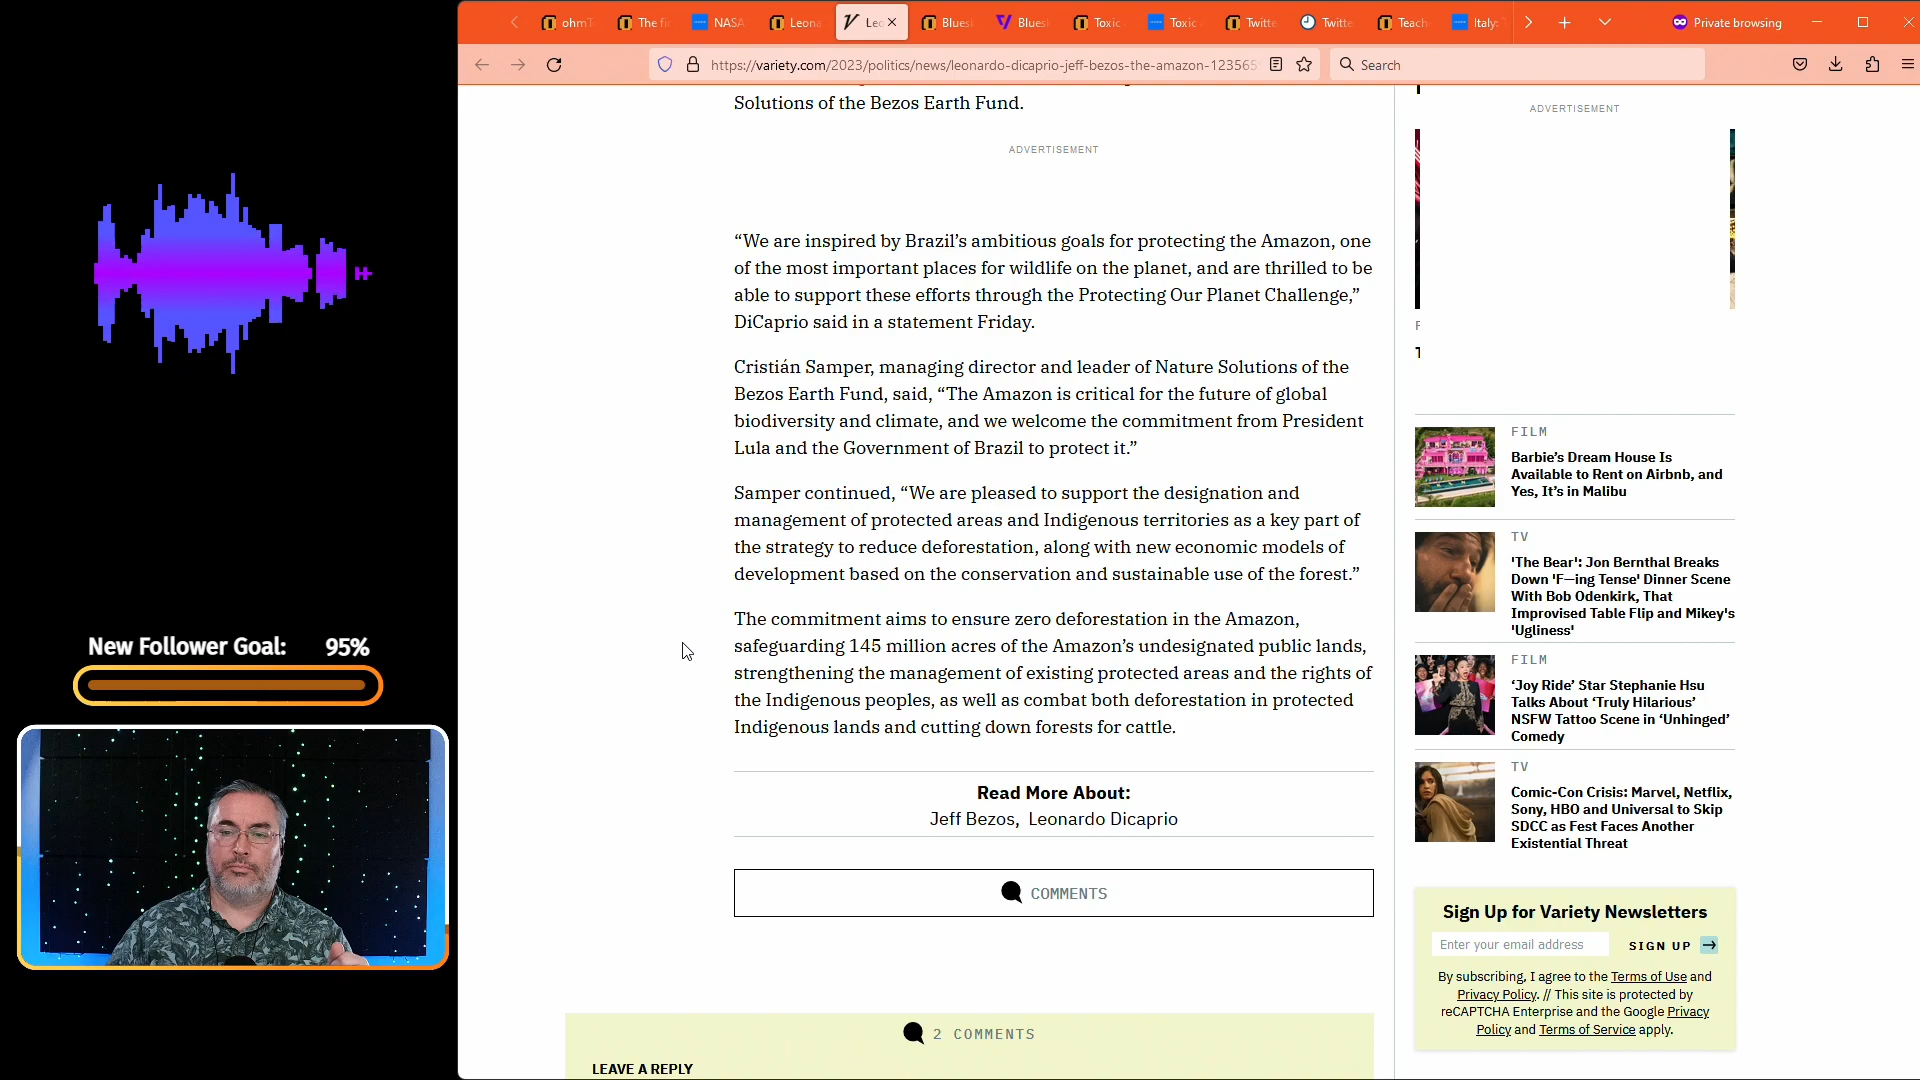 ohmT
The fi
NASA
Leona
Leo
Blues
Blues
Toxic
Toxic
Twitte
Twitte
Teach
Italy:
Private browsing
https://variety.com/2023/politics/news/leonardo-dicaprio-jeff-bezos-the-amazon-123565
Search
Solutions of the Bezos Earth Fund.
ADVERTISEMENT
“We are inspired by Brazil’s ambitious goals for protecting the Amazon, one
of the most important places for wildlife on the planet, and are thrilled to be
able to support these efforts through the Protecting Our Planet Challenge,”
DiCaprio said in a statement Friday.
Cristián Samper, managing director and leader of Nature Solutions of the
Bezos Earth Fund, said, “The Amazon is critical for the future of global
biodiversity and climate, and we welcome the commitment from President
Lula and the Government of Brazil to protect it.”
Samper continued, “We are pleased to support the designation and
management of protected areas and Indigenous territories as a key part of
the strategy to reduce deforestation, along with new economic models of
development based on the conservation and sustainable use of the forest.”
The commitment aims to ensure zero deforestation in the Amazon,
safeguarding 145 million acres of the Amazon’s undesignated public lands,
strengthening the management of existing protected areas and the rights of
the Indigenous peoples, as well as combat both deforestation in protected
Indigenous lands and cutting down forests for cattle.
Read More About:
Jeff Bezos, Leonardo Dicaprio
COMMENTS
2 COMMENTS
LEAVE A REPLY
ADVERTISEMENT
FILM
Barbie’s Dream House Is
Available to Rent on Airbnb, and
Yes, It’s in Malibu
TV
'The Bear': Jon Bernthal Breaks
Down 'F—ing Tense' Dinner Scene
With Bob Odenkirk, That
Improvised Table Flip and Mikey's
'Ugliness'
FILM
‘Joy Ride’ Star Stephanie Hsu
Talks About ‘Truly Hilarious’
NSFW Tattoo Scene in ‘Unhinged’
Comedy
TV
Comic-Con Crisis: Marvel, Netflix,
Sony, HBO and Universal to Skip
SDCC as Fest Faces Another
Existential Threat
Sign Up for Variety Newsletters
Enter your email address
SIGN UP
By subscribing, I agree to the Terms of Use and
Privacy Policy. // This site is protected by
reCAPTCHA Enterprise and the Google Privacy
Policy and Terms of Service apply.
New Follower Goal: 95%